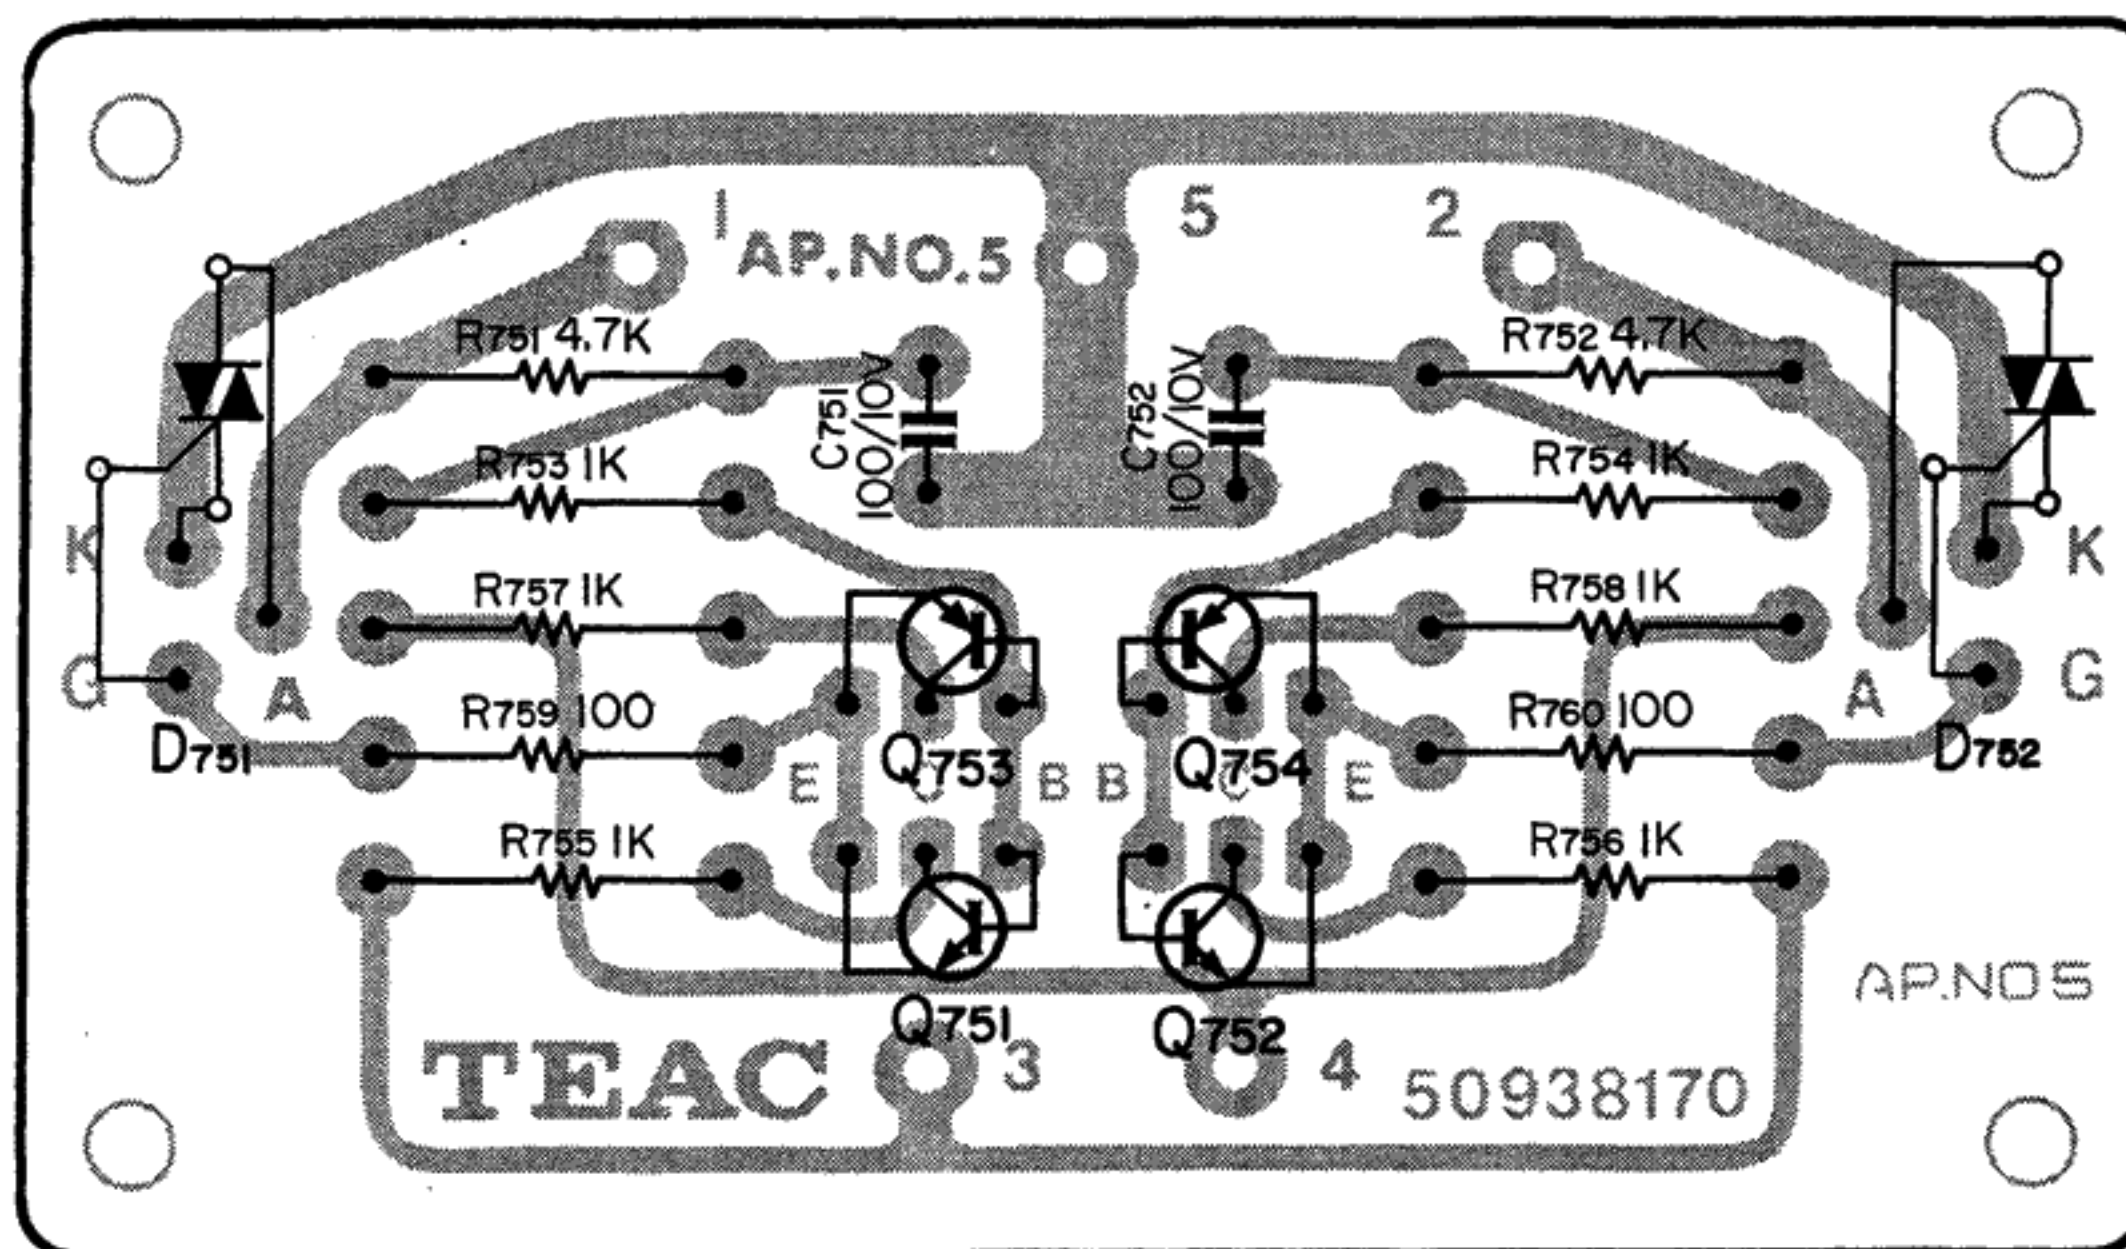 1 5 2
AP.NO.5
R751 4.7K
R752 4.7K
C751
100/10V
C752
100/10V
R753 1K
R754 1K
K
K
R757 1K
R758 1K
G
A
A
G
R759 100
R760 100
D751
Q753
Q754
D752
E C B B C E
R755 1K
R756 1K
AP.NO5
Q751
Q752
TEAC 3 4 50938170